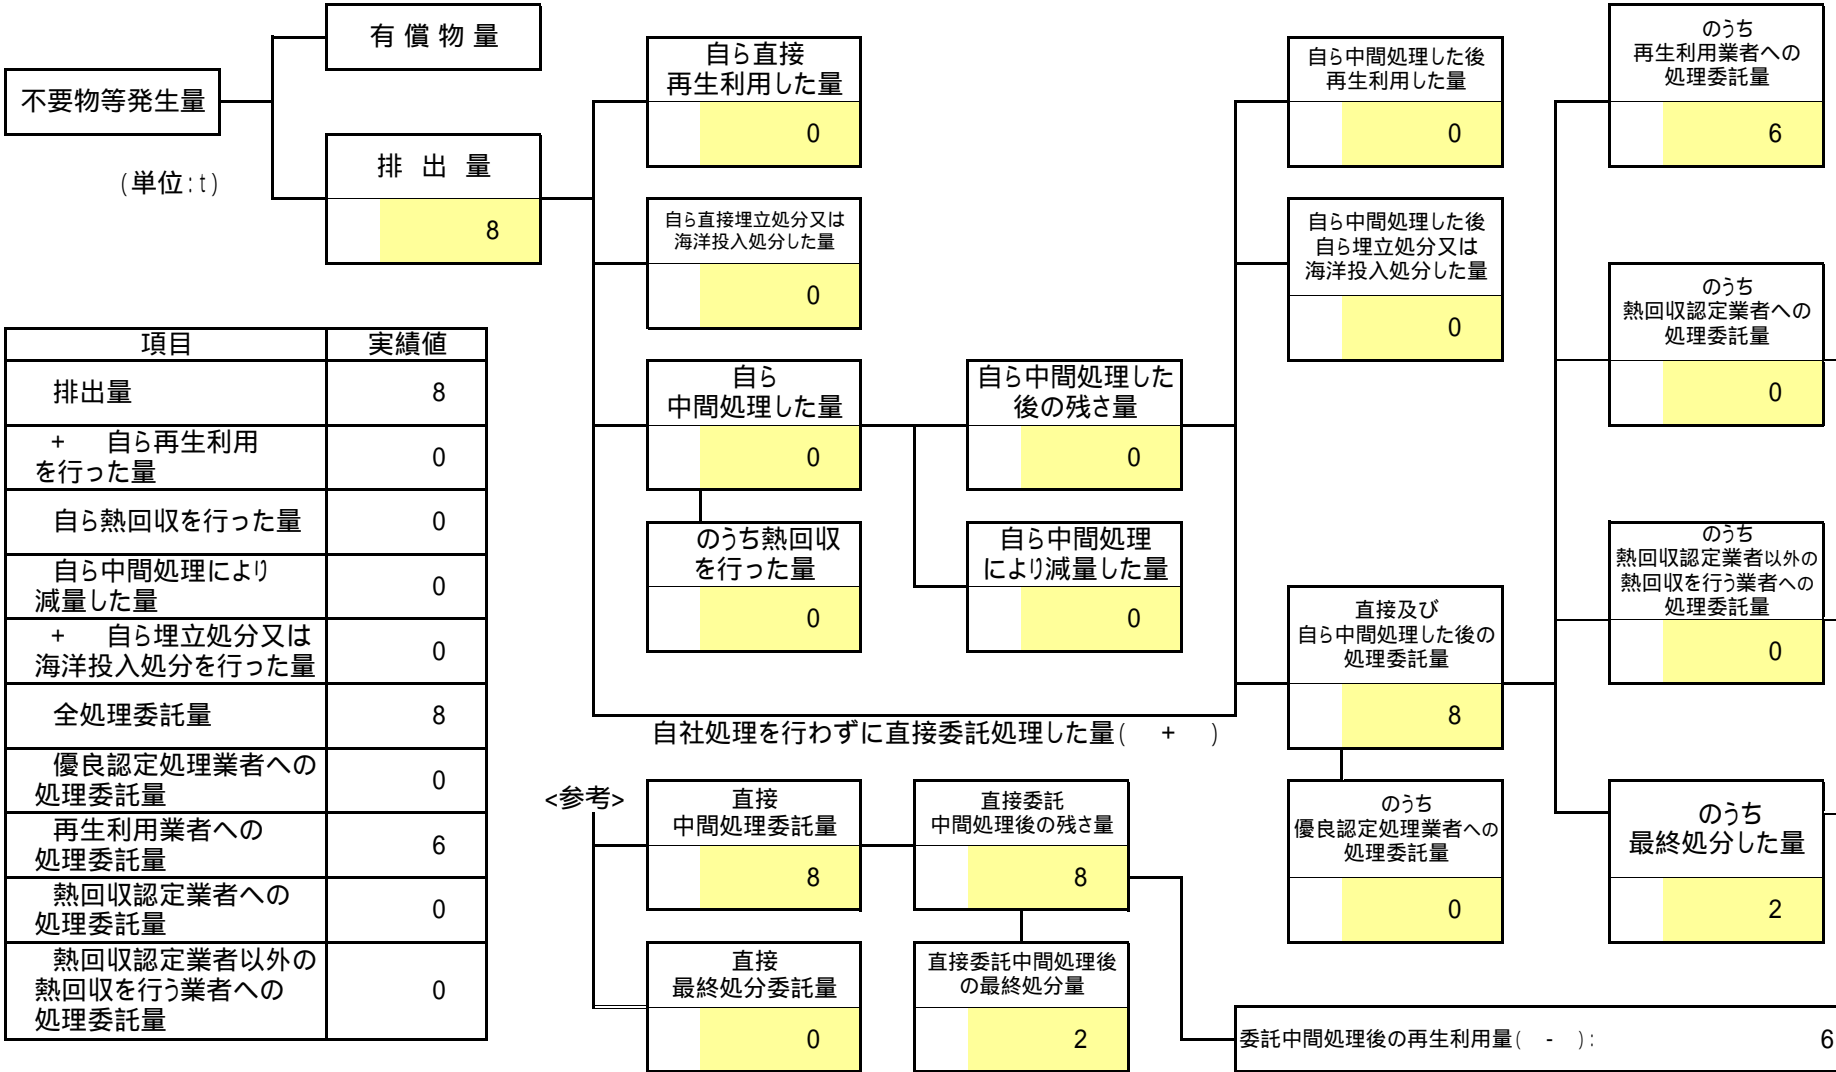 有 償 物 量
不要物等発生量
(単位:t)
排 出 量
8
自ら直接
再生利用した量
0
自ら直接埋立処分又は
海洋投入処分した量
0
自ら
中間処理した量
0
のうち熱回収
を行った量
0
自ら中間処理した
後の残さ量
0
自ら中間処理
により減量した量
0
自ら中間処理した後
再生利用した量
0
自ら中間処理した後
自ら埋立処分又は
海洋投入処分した量
0
直接及び
自ら中間処理した後の
処理委託量
8
のうち
優良認定処理業者への
処理委託量
0
のうち
再生利用業者への
処理委託量
6
のうち
熱回収認定業者への
処理委託量
0
のうち
熱回収認定業者以外の
熱回収を行う業者への
処理委託量
0
のうち
最終処分した量
2
自社処理を行わずに直接委託処理した量( + )
項目 実績値
排出量 8
+ 自ら再生利用
を行った量 0
自ら熱回収を行った量 0
自ら中間処理により
減量した量 0
+ 自ら埋立処分又は
海洋投入処分を行った量 0
全処理委託量 8
優良認定処理業者への
処理委託量 0
再生利用業者への
処理委託量 6
熱回収認定業者への
処理委託量 0
熱回収認定業者以外の
熱回収を行う業者への
処理委託量 0
<参考>
直接
中間処理委託量
8
直接委託
中間処理後の残さ量
8
直接
最終処分委託量
0
直接委託中間処理後
の最終処分量
2
委託中間処理後の再生利用量( - ): 6